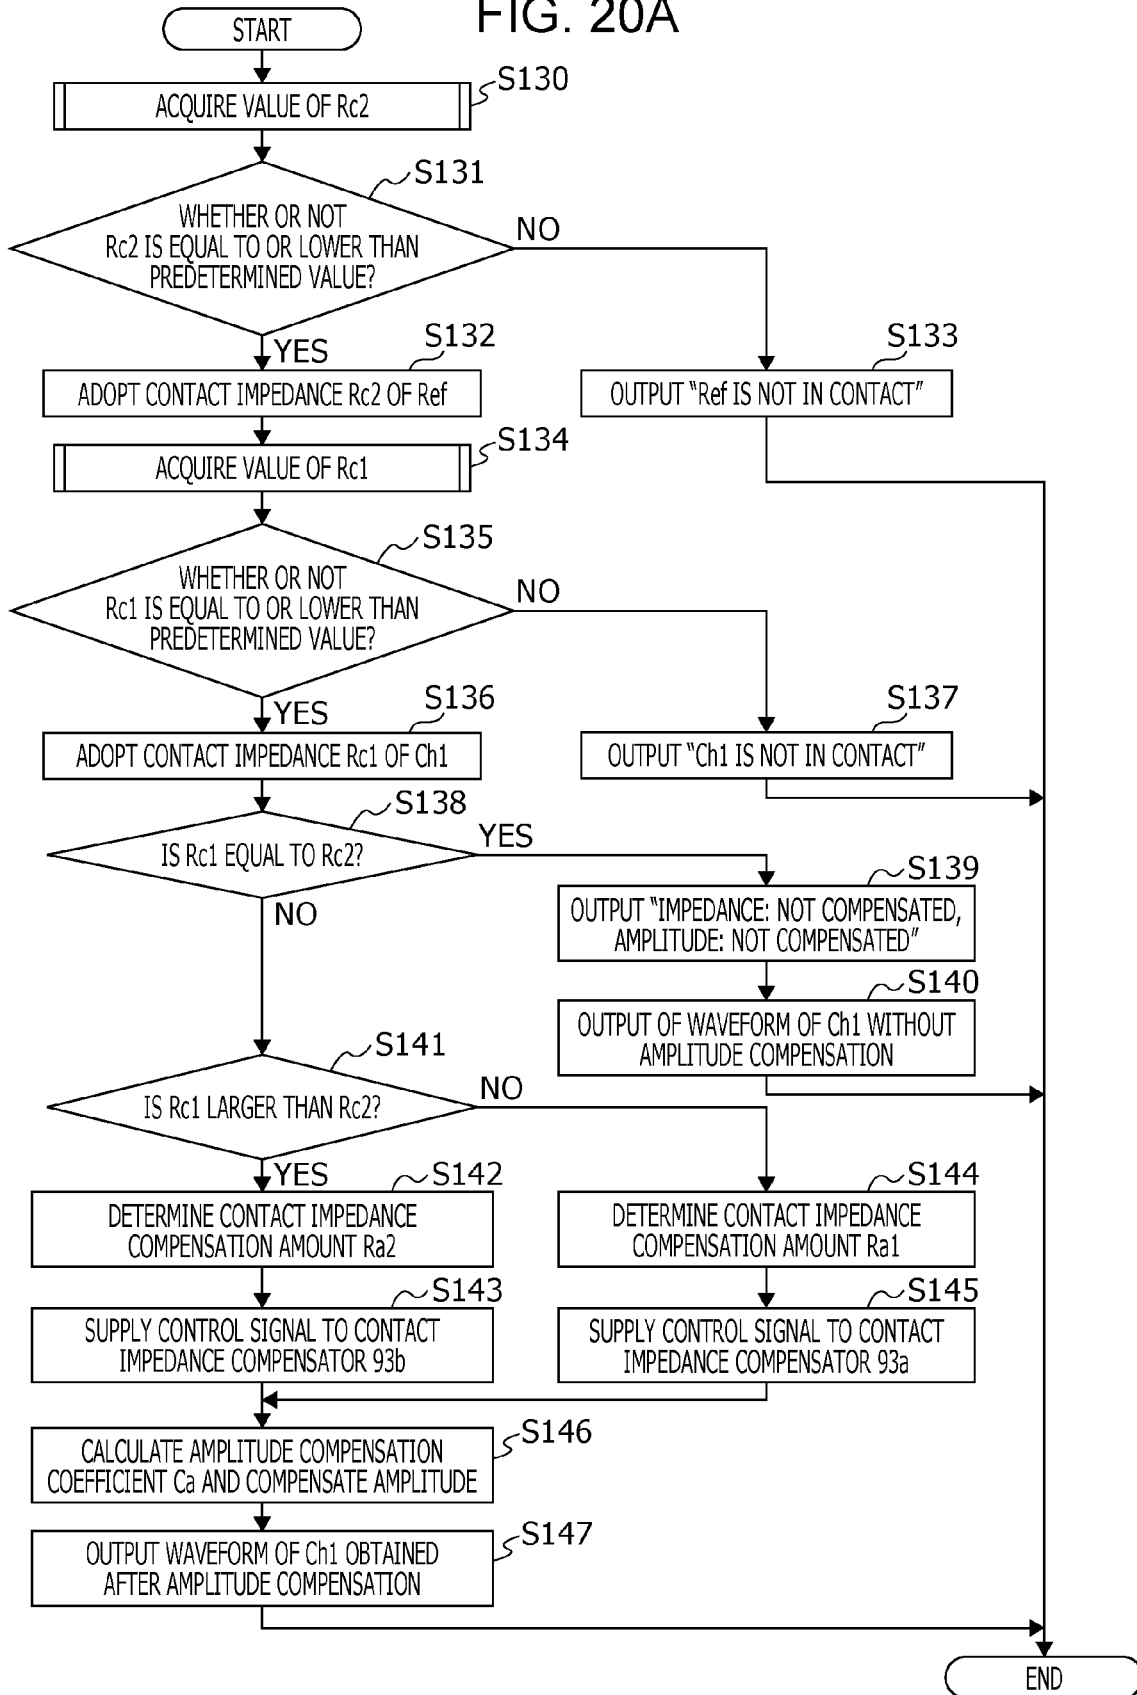 FIG. 20A
START
S130
ACQUIRE VALUE OF Rc2
S131
WHETHER OR NOT
Rc2 IS EQUAL TO OR LOWER THAN
PREDETERMINED VALUE?
NO
YES
S132
ADOPT CONTACT IMPEDANCE Rc2 OF Ref
S133
OUTPUT “Ref IS NOT IN CONTACT”
S134
ACQUIRE VALUE OF Rc1
S135
WHETHER OR NOT
Rc1 IS EQUAL TO OR LOWER THAN
PREDETERMINED VALUE?
NO
YES
S136
ADOPT CONTACT IMPEDANCE Rc1 OF Ch1
S137
OUTPUT “Ch1 IS NOT IN CONTACT”
S138
IS Rc1 EQUAL TO Rc2?
YES
NO
S139
OUTPUT “IMPEDANCE: NOT COMPENSATED,
AMPLITUDE: NOT COMPENSATED”
S140
OUTPUT OF WAVEFORM OF Ch1 WITHOUT
AMPLITUDE COMPENSATION
S141
IS Rc1 LARGER THAN Rc2?
NO
YES
S142
DETERMINE CONTACT IMPEDANCE
COMPENSATION AMOUNT Ra2
S144
DETERMINE CONTACT IMPEDANCE
COMPENSATION AMOUNT Ra1
S143
SUPPLY CONTROL SIGNAL TO CONTACT
IMPEDANCE COMPENSATOR 93b
S145
SUPPLY CONTROL SIGNAL TO CONTACT
IMPEDANCE COMPENSATOR 93a
S146
CALCULATE AMPLITUDE COMPENSATION
COEFFICIENT Ca AND COMPENSATE AMPLITUDE
S147
OUTPUT WAVEFORM OF Ch1 OBTAINED
AFTER AMPLITUDE COMPENSATION
END